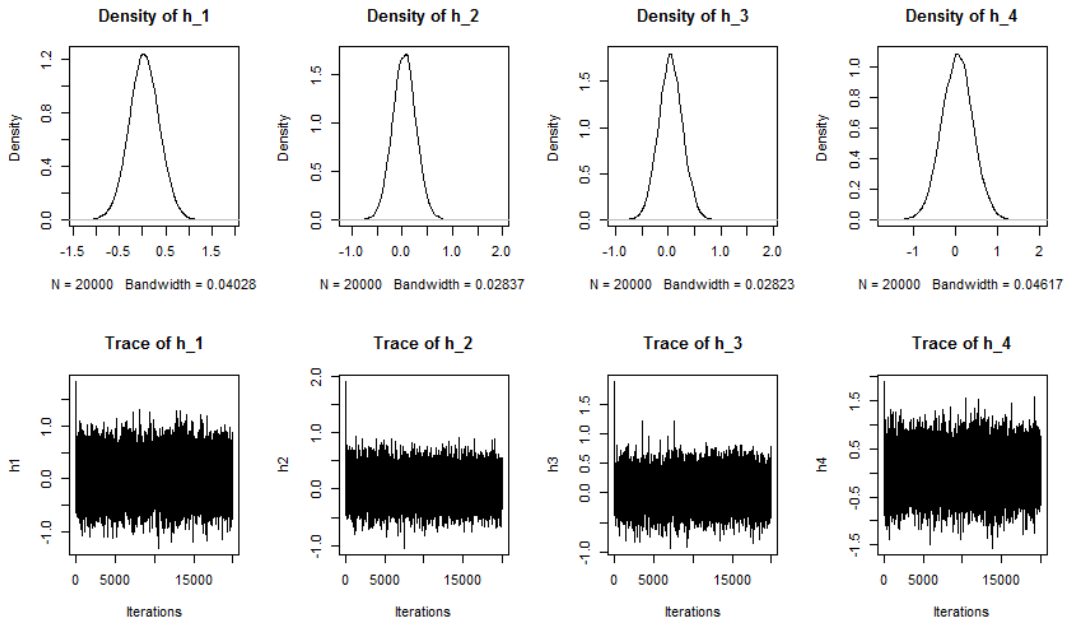 Density of h_1 Density of h_2 Density of h_3 Density of h_4
Density 0.0 0.4 0.8 1.2
Density 0.0 0.5 1.0 1.5
Density 0.0 0.5 1.0 1.5
Density 0.0 0.2 0.4 0.6 0.8 1.0
-1.5 -0.5 0.5 1.5 -1.0 0.0 1.0 2.0 -1.0 0.0 1.0 2.0 -1 0 1 2
N = 20000 Bandwidth = 0.04028 N = 20000 Bandwidth = 0.02837 N = 20000 Bandwidth = 0.02823 N = 20000 Bandwidth = 0.04617
Trace of h_1 Trace of h_2 Trace of h_3 Trace of h_4
h1 -1.0 0.0 1.0
h2 -1.0 0.0 1.0 2.0
h3 -1.0 0.0 0.5 1.0 1.5
h4 -1.5 -0.5 0.5 1.5
0 5000 15000 0 5000 15000 0 5000 15000 0 5000 15000
Iterations Iterations Iterations Iterations